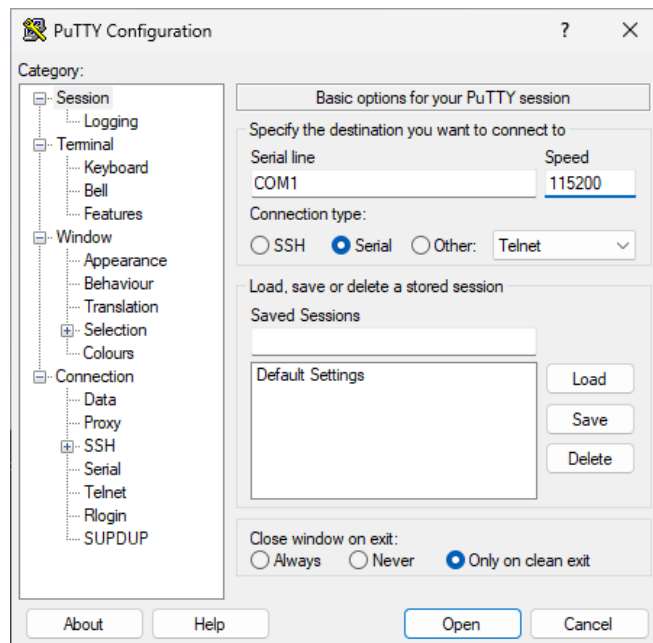 PuTTY Configuration
?
Category:
Session
Logging
Terminal
Keyboard
Bell
Features
Window
Appearance
Behaviour
Translation
Selection
Colours
Connection
Data
Proxy
SSH
Serial
Telnet
Rlogin
SUPDUP
Basic options for your PuTTY session
Specify the destination you want to connect to
Serial line Speed
COM1 115200
Connection type:
SSH Serial Other: Telnet
Load, save or delete a stored session
Saved Sessions
Default Settings
Load
Save
Delete
Close window on exit:
Always Never Only on clean exit
About Help Open Cancel